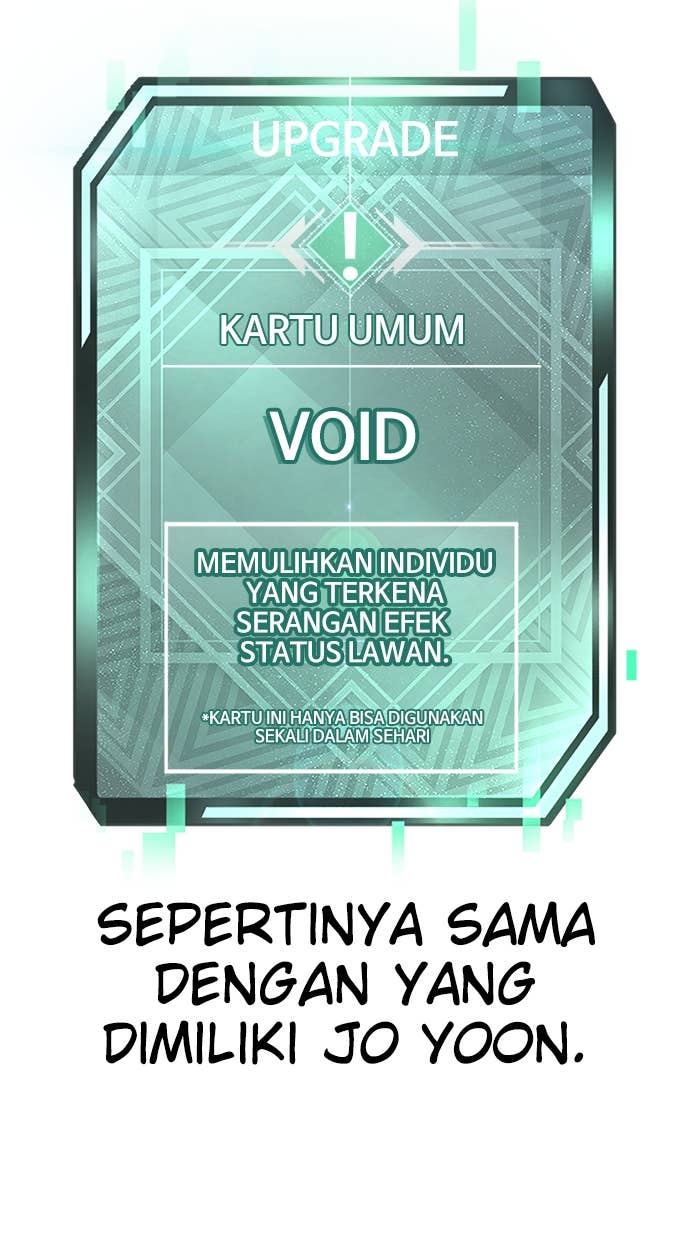 UPGRADE
!
KARTU UMUM
VOID
MEMULIHKAN INDIVIDU
YANG TERKENA
SERANGAN EFEK
STATUS LAWAN.
*KARTU INI HANYA BISA DIGUNAKAN
SEKALI DALAM SEHARI
SEPERTINYA SAMA
DENGAN YANG
DIMILIKI JO YOON.